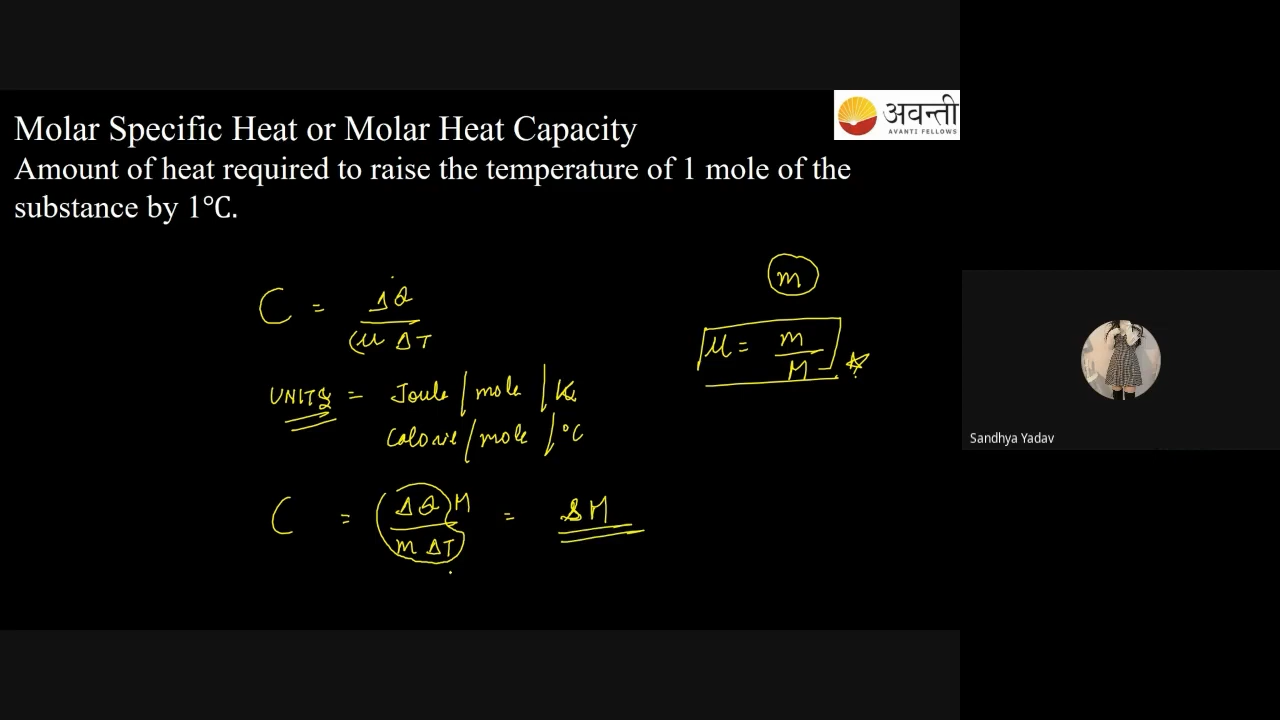 अवन्ती
AVANTI FELLOWS
Molar Specific Heat or Molar Heat Capacity
Amount of heat required to raise the temperature of 1 mole of the
substance by 1℃.
m
C = ΔQ / (μ ΔT
μ = m / M
UNITS = Joule / mole / K
Calorie / mole / °C
C = (ΔQ / m ΔT) M = SM
Sandhya Yadav